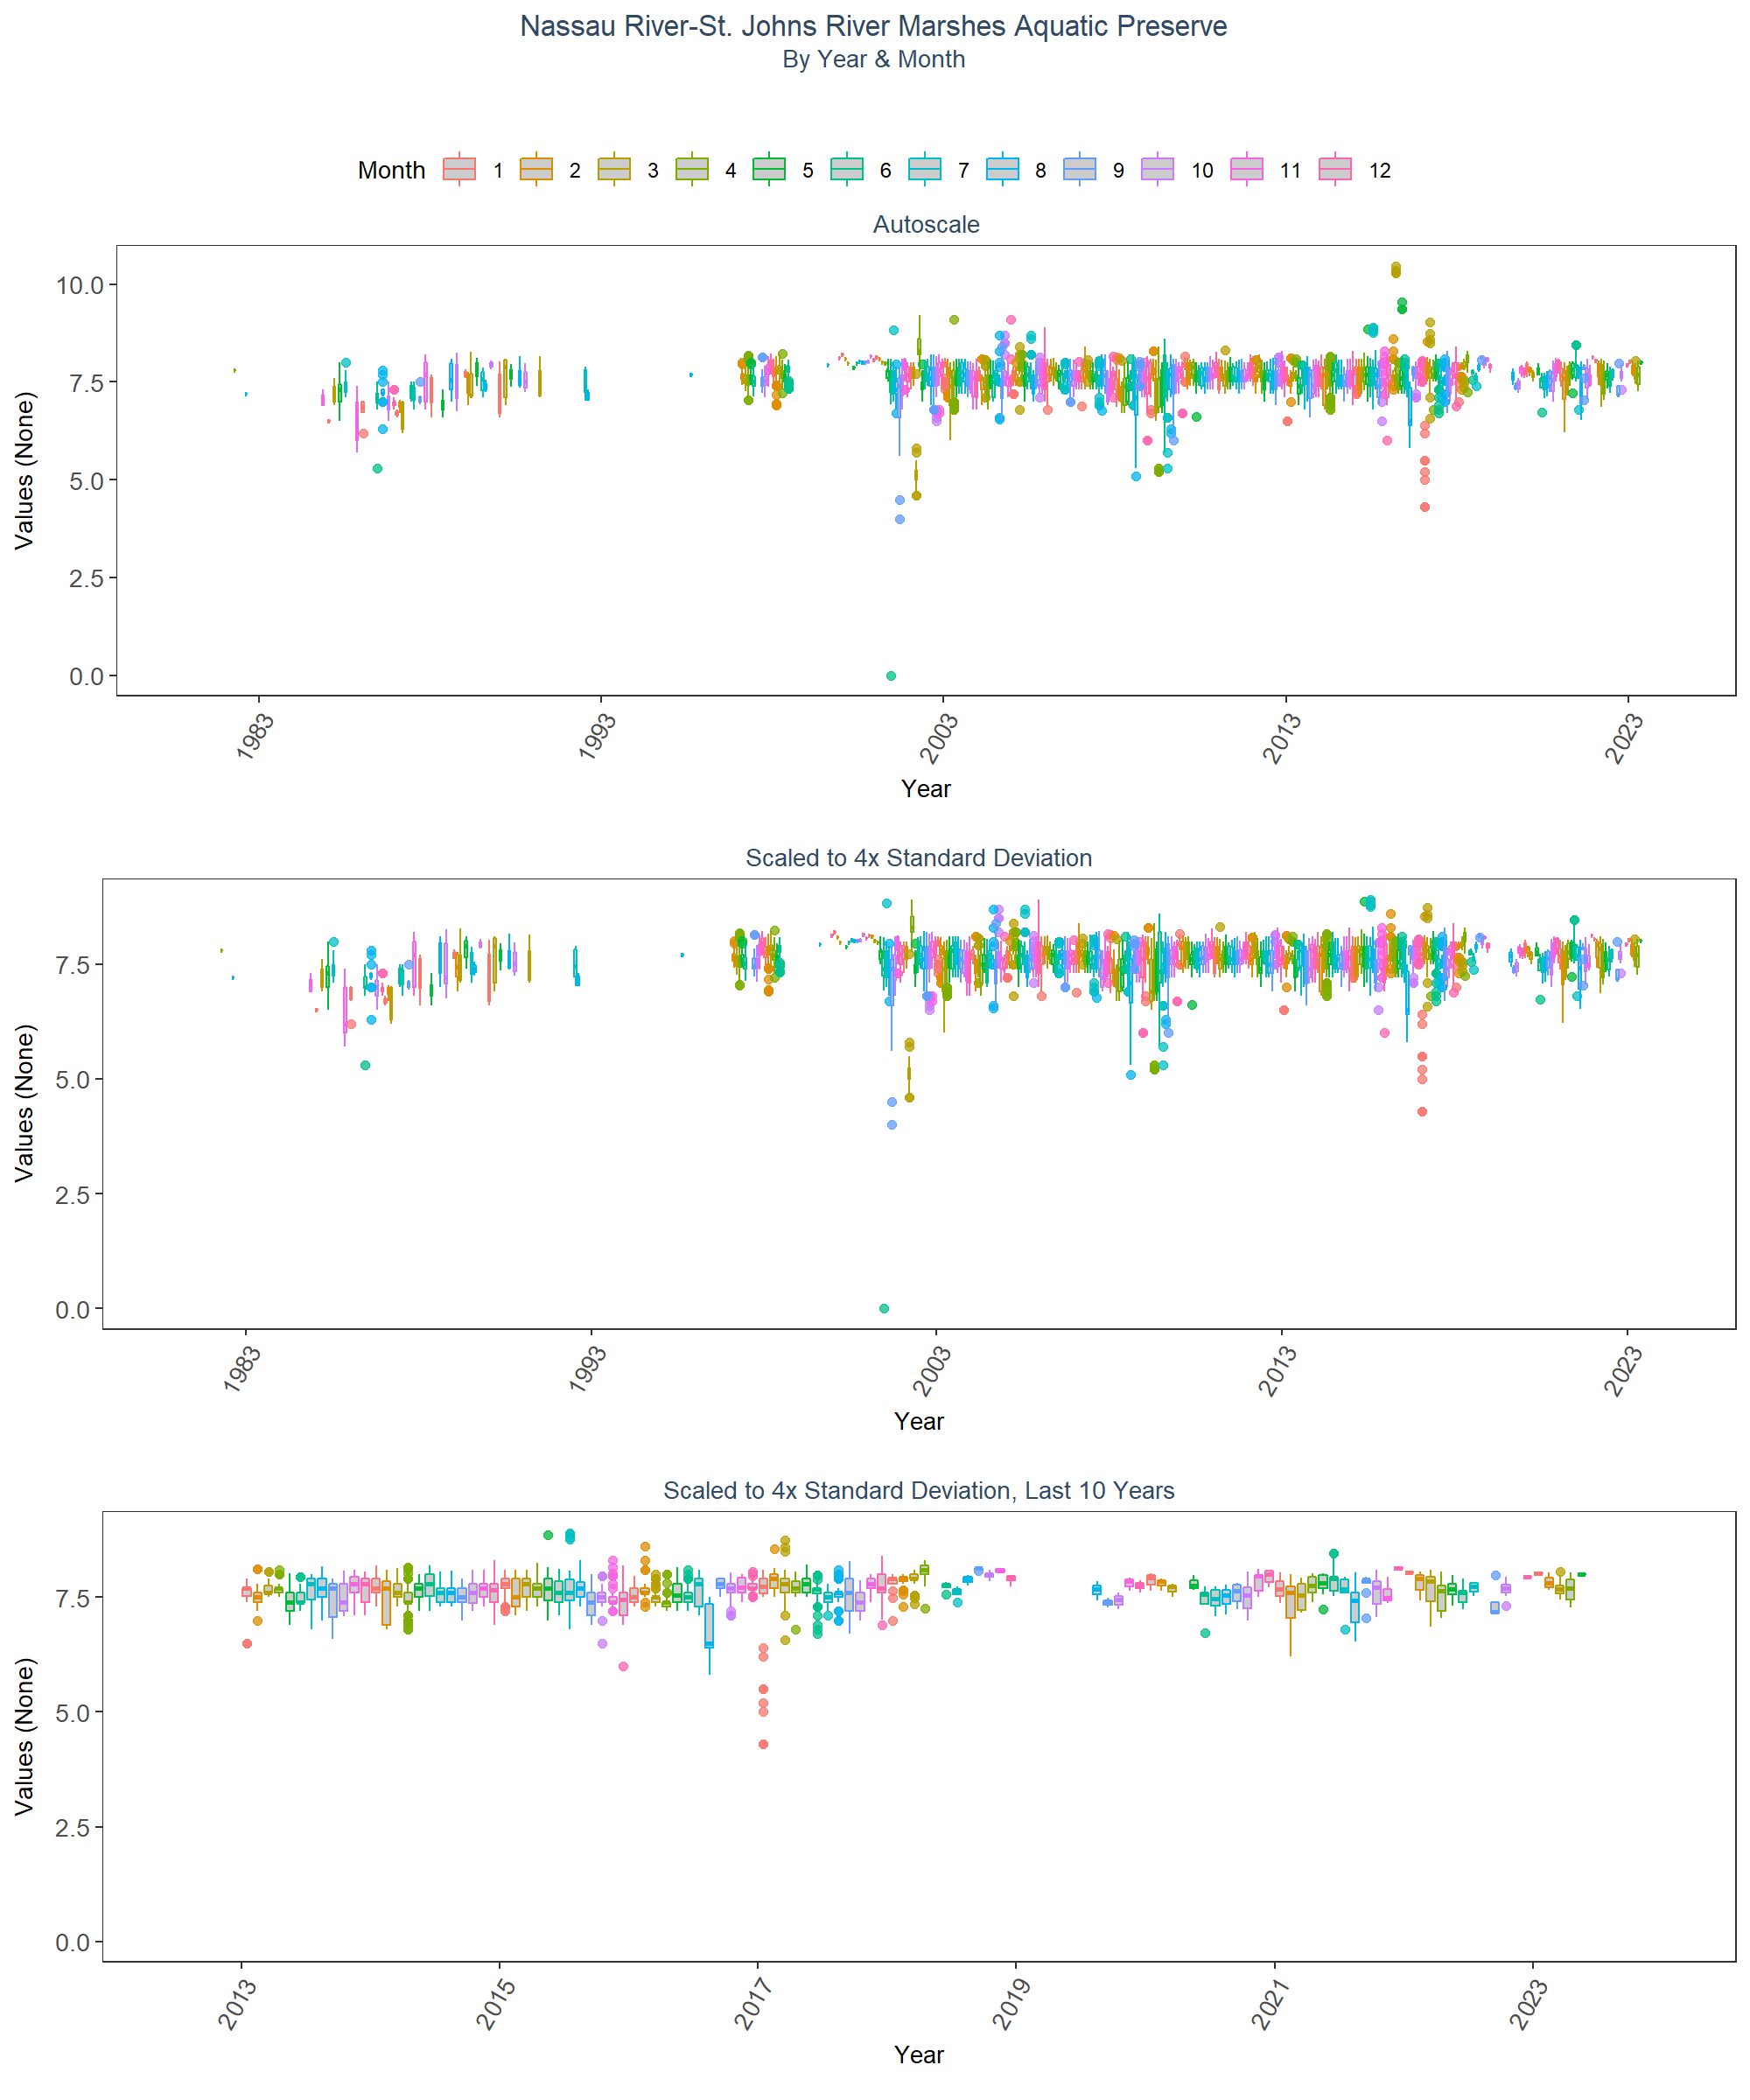 Nassau River-St. Johns River Marshes Aquatic Preserve
By Year & Month
Month 1 2 3 4 5 6 7 8 9 10 11 12
Autoscale
Values (None)
10.0
7.5
5.0
2.5
0.0
1983 1993 2003 2013 2023
Year
Scaled to 4x Standard Deviation
Values (None)
7.5
5.0
2.5
0.0
1983 1993 2003 2013 2023
Year
Scaled to 4x Standard Deviation, Last 10 Years
Values (None)
7.5
5.0
2.5
0.0
2013 2015 2017 2019 2021 2023
Year